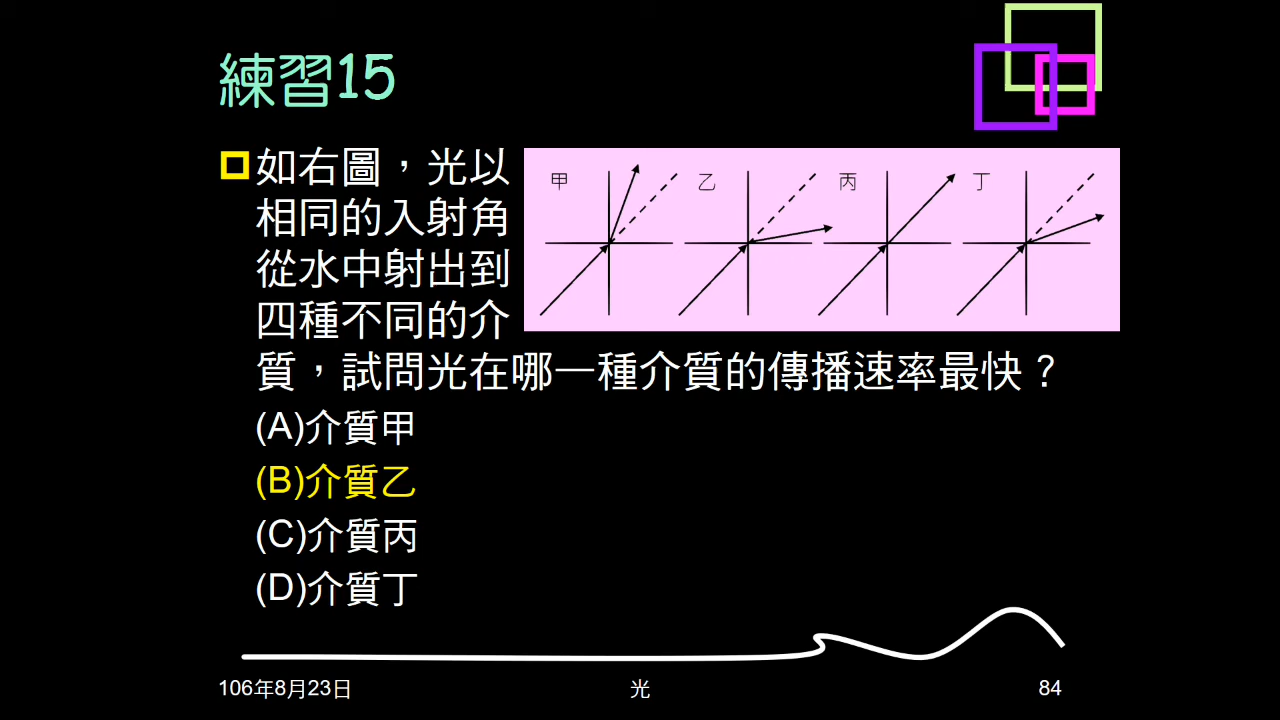 練習15
如右圖，光以
相同的入射角
從水中射出到
四種不同的介
質，試問光在哪一種介質的傳播速率最快？
甲 乙 丙 丁
(A)介質甲
(B)介質乙
(C)介質丙
(D)介質丁
106年8月23日
光
84